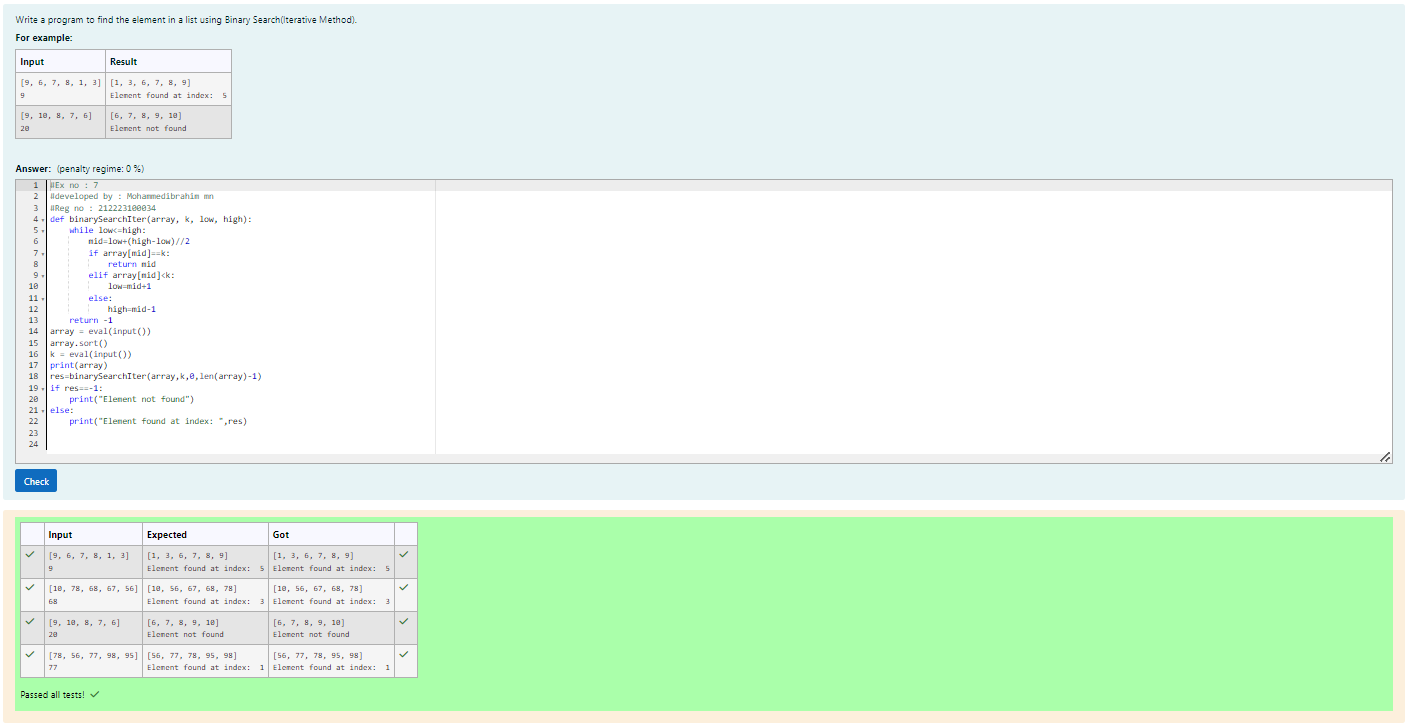 Write a program to find the element in a list using Binary Search(Iterative Method).
For example:
Input Result
[9, 6, 7, 8, 1, 3] [1, 3, 6, 7, 8, 9]
9 Element found at index:  5
[9, 10, 8, 7, 6] [6, 7, 8, 9, 10]
20 Element not found
Answer: (penalty regime: 0 %)
1 #Ex no : 7
2 #developed by : Mohammedibrahim mn
3 #Reg no : 212223100034
4 def binarySearchIter(array, k, low, high):
5     while low<=high:
6         mid=low+(high-low)//2
7         if array[mid]==k:
8             return mid
9         elif array[mid]<k:
10             low=mid+1
11         else:
12             high=mid-1
13     return -1
14 array = eval(input())
15 array.sort()
16 k = eval(input())
17 print(array)
18 res=binarySearchIter(array,k,0,len(array)-1)
19 if res==-1:
20     print("Element not found")
21 else:
22     print("Element found at index: ",res)
23
24
Check
Input Expected Got
[9, 6, 7, 8, 1, 3] [1, 3, 6, 7, 8, 9] [1, 3, 6, 7, 8, 9]
9 Element found at index:  5 Element found at index:  5
[10, 78, 68, 67, 56] [10, 56, 67, 68, 78] [10, 56, 67, 68, 78]
68 Element found at index:  3 Element found at index:  3
[9, 10, 8, 7, 6] [6, 7, 8, 9, 10] [6, 7, 8, 9, 10]
20 Element not found Element not found
[78, 56, 77, 98, 95] [56, 77, 78, 95, 98] [56, 77, 78, 95, 98]
77 Element found at index:  1 Element found at index:  1
Passed all tests!